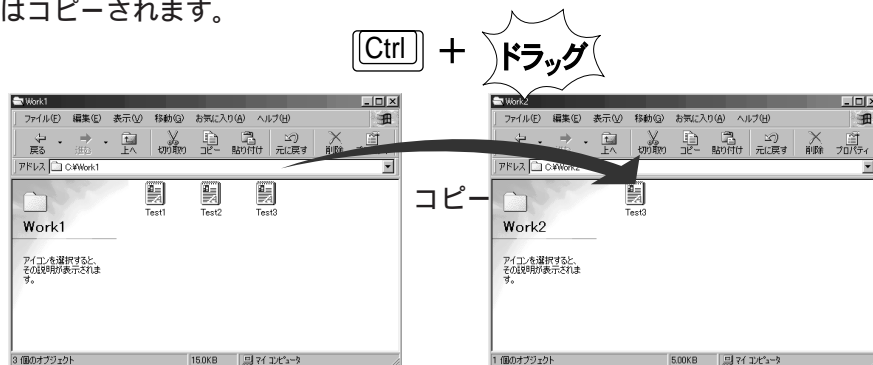 はコピーされます。
Ctrl + ドラッグ
Work1
ファイル(F) 編集(E) 表示(V) 移動(G) お気に入り(A) ヘルプ(H)
戻る 進む 上へ 切り取り コピー 貼り付け 元に戻す 削除
アドレス C:¥Work1
Test1 Test2 Test3
Work1
アイコンを選択すると、
その説明が表示されま
す。
3 個のオブジェクト 15.0KB マイ コンピュータ
コピー
Work2
ファイル(F) 編集(E) 表示(V) 移動(G) お気に入り(A) ヘルプ(H)
戻る 上へ 切り取り コピー 貼り付け 元に戻す 削除 プロパティ
アドレス C:¥Work2
Test3
Work2
アイコンを選択すると、
その説明が表示されま
す。
1 個のオブジェクト 5.00KB マイ コンピュータ